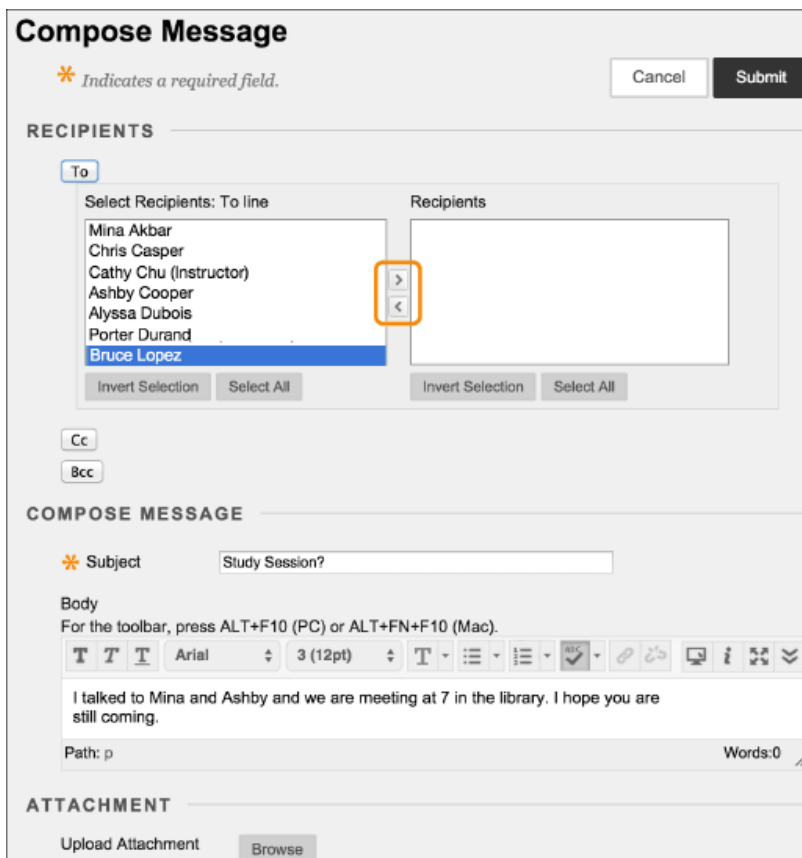 Compose Message
* Indicates a required field.
Cancel
Submit
RECIPIENTS
To
Select Recipients: To line
Recipients
Mina Akbar
Chris Casper
Cathy Chu (Instructor)
Ashby Cooper
Alyssa Dubois
Porter Durand
Bruce Lopez
>
<
Invert Selection
Select All
Invert Selection
Select All
Cc
Bcc
COMPOSE MESSAGE
* Subject
Study Session?
Body
For the toolbar, press ALT+F10 (PC) or ALT+FN+F10 (Mac).
T T T Arial 3 (12pt) T ABC i
I talked to Mina and Ashby and we are meeting at 7 in the library. I hope you are
still coming.
Path: p
Words:0
ATTACHMENT
Upload Attachment
Browse